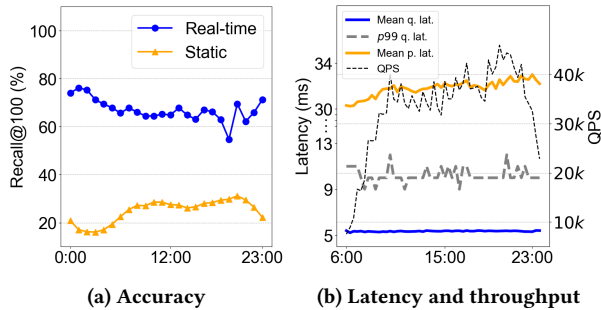 Real-time
Static
Recall@100 (%)
100
80
60
40
20
0:00
12:00
23:00
(a) Accuracy
Mean q. lat.
p99 q. lat.
Mean p. lat.
QPS
Latency (ms)
34
30
13
9
5
QPS
40k
30k
20k
10k
6:00
15:00
23:00
(b) Latency and throughput